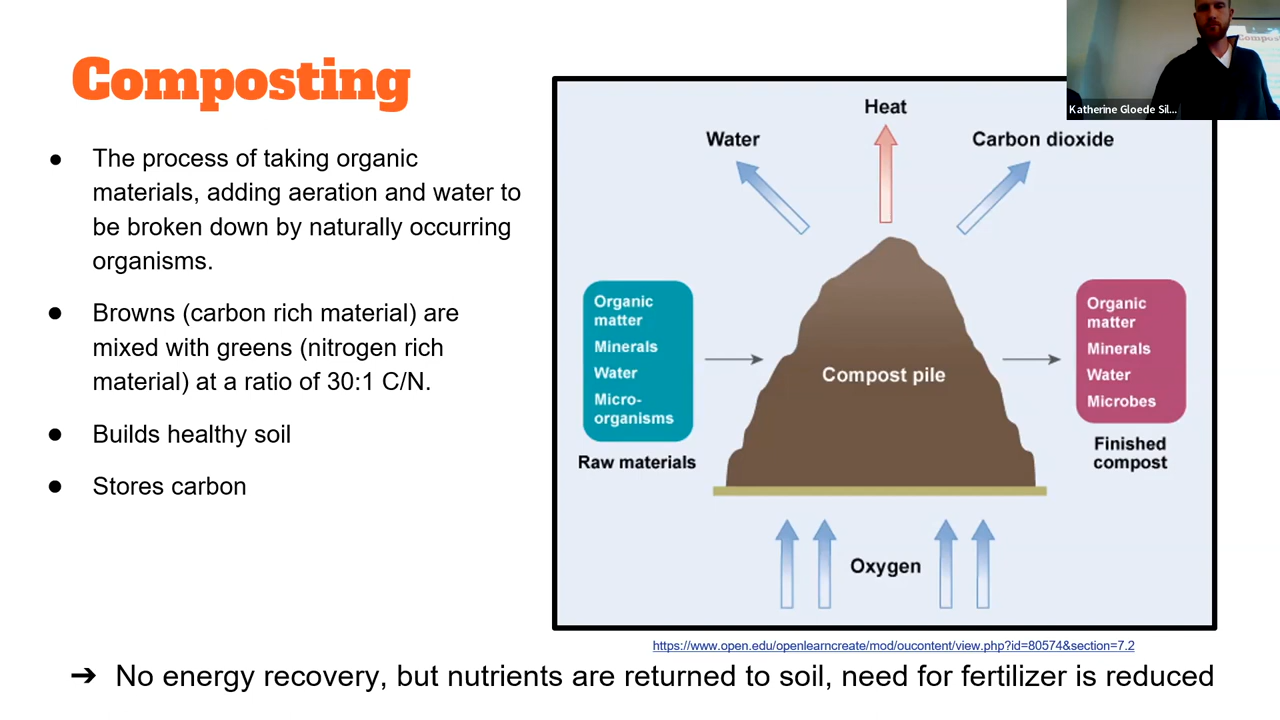 Composting
● The process of taking organic
materials, adding aeration and water to
be broken down by naturally occurring
organisms.
● Browns (carbon rich material) are
mixed with greens (nitrogen rich
material) at a ratio of 30:1 C/N.
● Builds healthy soil
● Stores carbon
Heat
Water
Carbon dioxide
Organic
matter
Minerals
Water
Micro-
organisms
Raw materials
Compost pile
Organic
matter
Minerals
Water
Microbes
Finished
compost
Oxygen
https://www.open.edu/openlearncreate/mod/oucontent/view.php?id=80574&section=7.2
➔ No energy recovery, but nutrients are returned to soil, need for fertilizer is reduced
Katherine Gloede Sil...